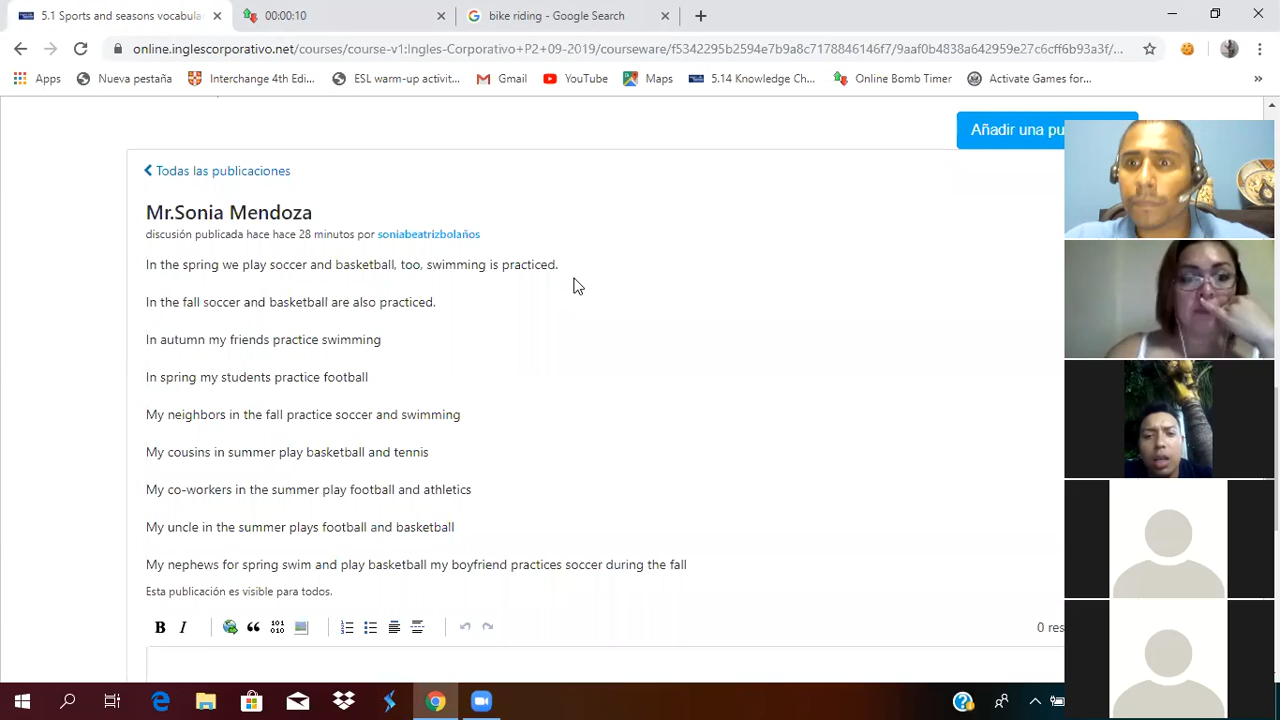 5.1 Sports and seasons vocabula
00:00:10
bike riding - Google Search
online.inglescorporativo.net/courses/course-v1:Ingles-Corporativo+P2+09-2019/courseware/f5342295b2594e7b9a8c7178846146f7/9aaf0b4838a642959e27c6cff6b93a3f/...
Apps Nueva pestaña Interchange 4th Edi... ESL warm-up activit... Gmail YouTube Maps 5.14 Knowledge Ch... Online Bomb Timer Activate Games for... »
Añadir una pu
Todas las publicaciones
Mr.Sonia Mendoza
discusión publicada hace hace 28 minutos por soniabeatrizbolaños
In the spring we play soccer and basketball, too, swimming is practiced.
In the fall soccer and basketball are also practiced.
In autumn my friends practice swimming
In spring my students practice football
My neighbors in the fall practice soccer and swimming
My cousins in summer play basketball and tennis
My co-workers in the summer play football and athletics
My uncle in the summer plays football and basketball
My nephews for spring swim and play basketball my boyfriend practices soccer during the fall
Esta publicación es visible para todos.
B I
0 res